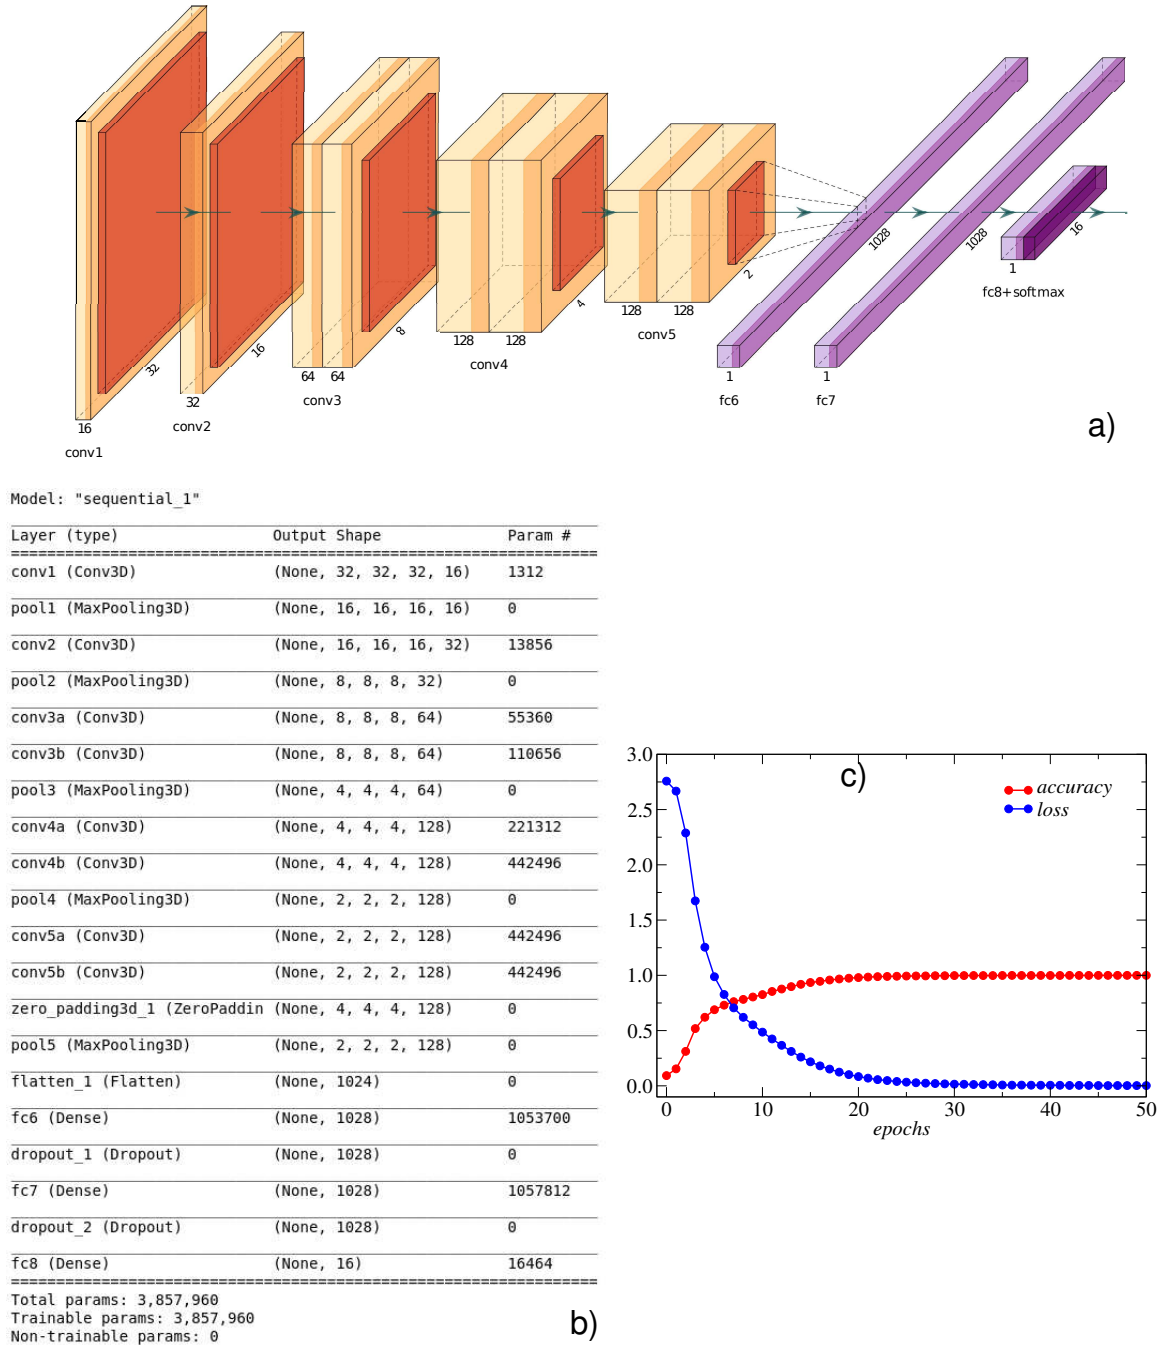 32
16
8
4
2
1028
1028
16
16
conv1
32
conv2
64 64
conv3
128 128
conv4
128 128
conv5
1
fc6
1
fc7
1
fc8+softmax
a)
Model: "sequential_1"
Layer (type) Output Shape Param #
=================================================================
conv1 (Conv3D) (None, 32, 32, 32, 16) 1312
pool1 (MaxPooling3D) (None, 16, 16, 16, 16) 0
conv2 (Conv3D) (None, 16, 16, 16, 32) 13856
pool2 (MaxPooling3D) (None, 8, 8, 8, 32) 0
conv3a (Conv3D) (None, 8, 8, 8, 64) 55360
conv3b (Conv3D) (None, 8, 8, 8, 64) 110656
pool3 (MaxPooling3D) (None, 4, 4, 4, 64) 0
conv4a (Conv3D) (None, 4, 4, 4, 128) 221312
conv4b (Conv3D) (None, 4, 4, 4, 128) 442496
pool4 (MaxPooling3D) (None, 2, 2, 2, 128) 0
conv5a (Conv3D) (None, 2, 2, 2, 128) 442496
conv5b (Conv3D) (None, 2, 2, 2, 128) 442496
zero_padding3d_1 (ZeroPaddin (None, 4, 4, 4, 128) 0
pool5 (MaxPooling3D) (None, 2, 2, 2, 128) 0
flatten_1 (Flatten) (None, 1024) 0
fc6 (Dense) (None, 1028) 1053700
dropout_1 (Dropout) (None, 1028) 0
fc7 (Dense) (None, 1028) 1057812
dropout_2 (Dropout) (None, 1028) 0
fc8 (Dense) (None, 16) 16464
=================================================================
Total params: 3,857,960
Trainable params: 3,857,960
Non-trainable params: 0
b)
c)
accuracy
loss
3.0
2.5
2.0
1.5
1.0
0.5
0.0
0 10 20 30 40 50
epochs